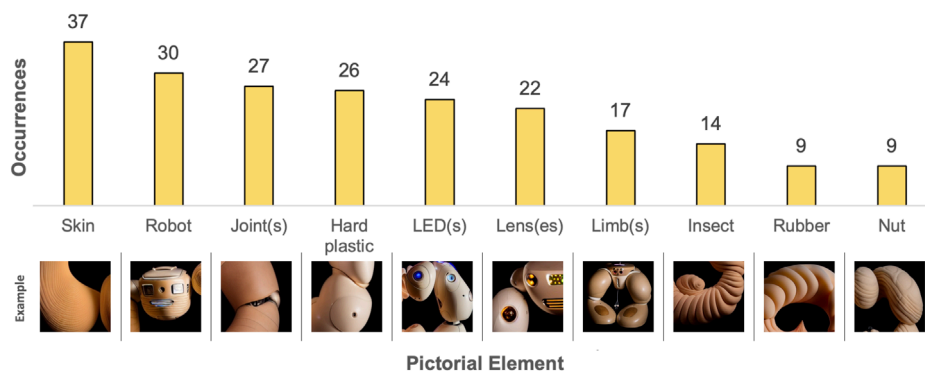 37
30
27
26
24
22
17
14
9
9
Occurrences
Skin
Robot
Joint(s)
Hard
plastic
LED(s)
Lens(es)
Limb(s)
Insect
Rubber
Nut
Example
Pictorial Element